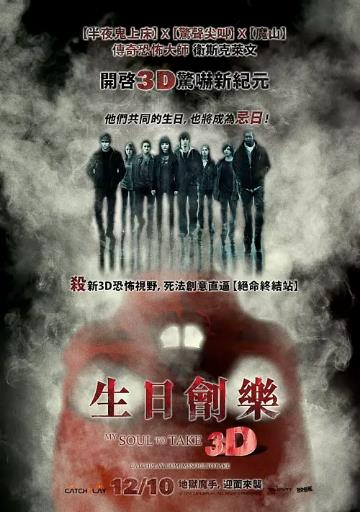 【半夜鬼上床】X【驚聲尖叫】X【魔山】
傳奇恐怖大師 衛斯克萊文
開啓3D驚嚇新紀元
他們共同的生日,也將成為忌日!
殺新3D恐怖視野,死法創意直逼【絕命終結站】
生日劊樂
MY SOUL TO TAKE 3D
CATCHPLAY.COM/MYSOULTOTAKE
CATCHPLAY 12/10 地獄魔手, 迎面來襲